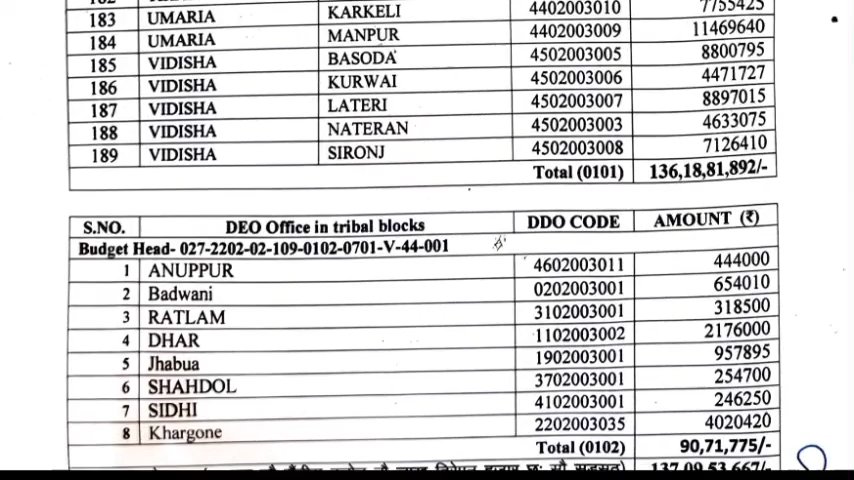 183 UMARIA KARKELI 4402003010 7755425
184 UMARIA MANPUR 4402003009 11469640
185 VIDISHA BASODA 4502003005 8800795
186 VIDISHA KURWAI 4502003006 4471727
187 VIDISHA LATERI 4502003007 8897015
188 VIDISHA NATERAN 4502003003 4633075
189 VIDISHA SIRONJ 4502003008 7126410
Total (0101) 136,18,81,892/-
S.NO. DEO Office in tribal blocks DDO CODE AMOUNT (₹)
Budget Head- 027-2202-02-109-0102-0701-V-44-001
1 ANUPPUR 4602003011 444000
2 Badwani 0202003001 654010
3 RATLAM 3102003001 318500
4 DHAR 1102003002 2176000
5 Jhabua 1902003001 957895
6 SHAHDOL 3702003001 254700
7 SIDHI 4102003001 246250
8 Khargone 2202003035 4020420
Total (0102) 90,71,775/-
137,09,53,667/-